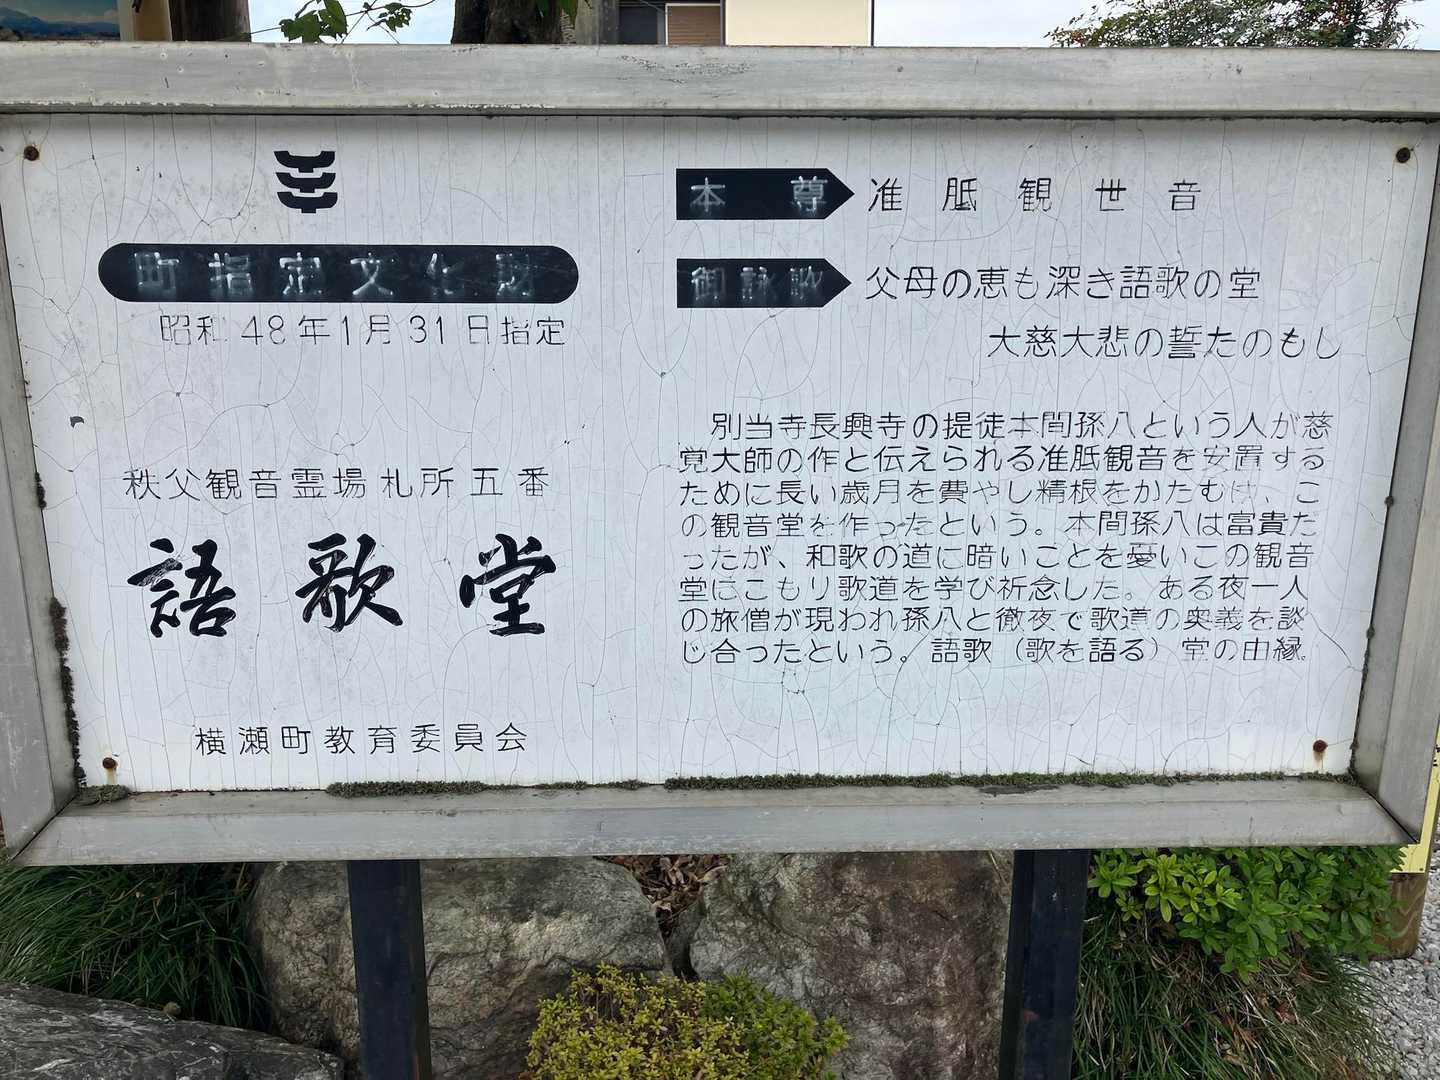 町指定文化財
昭和48年1月31日指定
秩父観音霊場札所五番
語歌堂
横瀬町教育委員会
本尊 准胝観世音
御詠歌 父母の恵も深き語歌の堂
大慈大悲の誓たのもし
別当寺長興寺の提徒本間孫八という人が慈
覚大師の作と伝えられる准胝観音を安置する
ために長い歳月を費やし精根をかたむけ、こ
の観音堂を作ったという。本間孫八は富貴だ
ったが、和歌の道に暗いことを憂いこの観音
堂にこもり歌道を学び祈念した。ある夜一人
の旅僧が現われ孫八と徹夜で歌道の奥義を談
じ合ったという。語歌（歌を語る）堂の由縁。